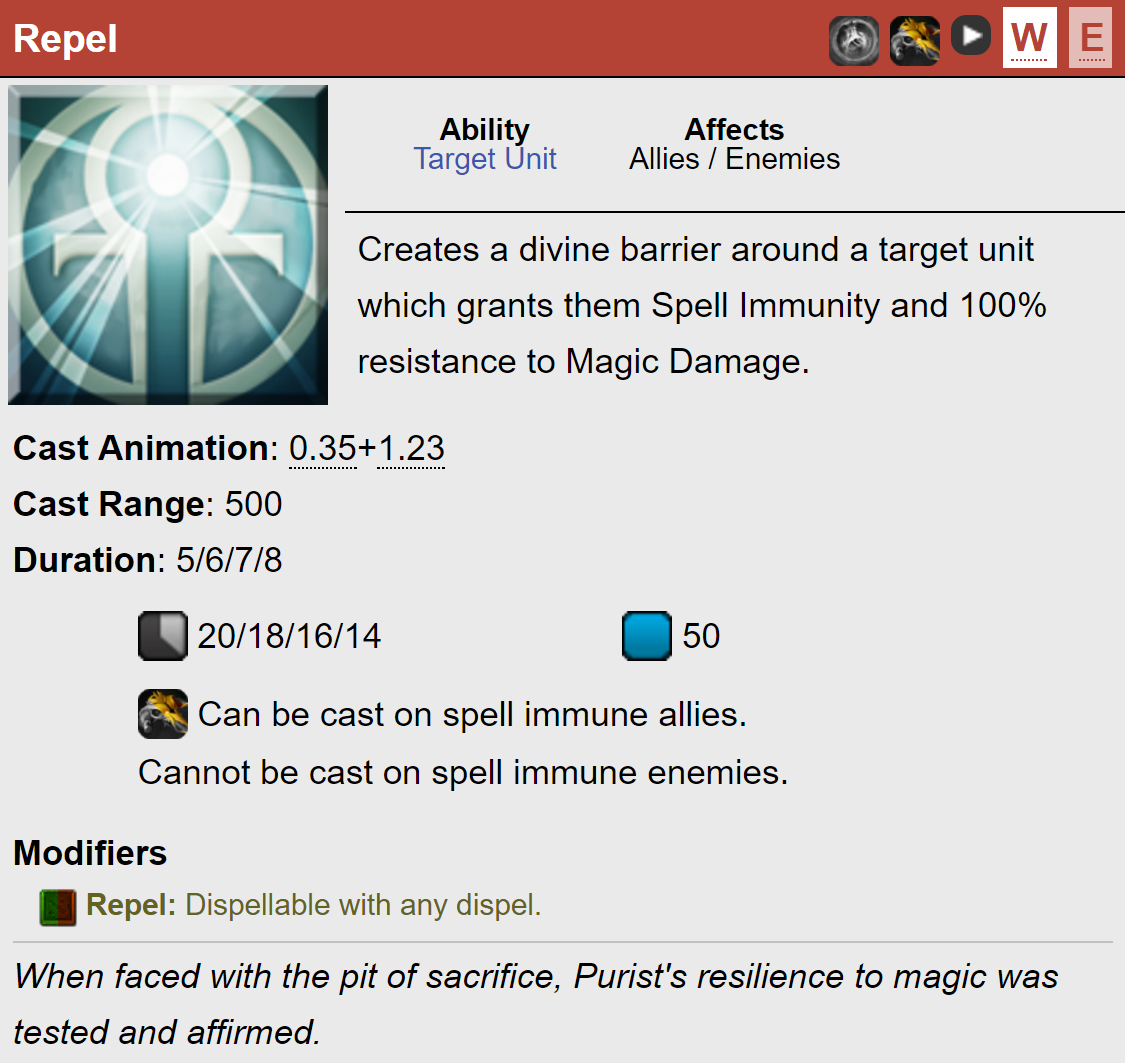 Repel
W
E
Ability
Affects
Target Unit
Allies / Enemies
Creates a divine barrier around a target unit
which grants them Spell Immunity and 100%
resistance to Magic Damage.
Cast Animation: 0.35+1.23
Cast Range: 500
Duration: 5/6/7/8
20/18/16/14
50
Can be cast on spell immune allies.
Cannot be cast on spell immune enemies.
Modifiers
Repel: Dispellable with any dispel.
When faced with the pit of sacrifice, Purist's resilience to magic was
tested and affirmed.